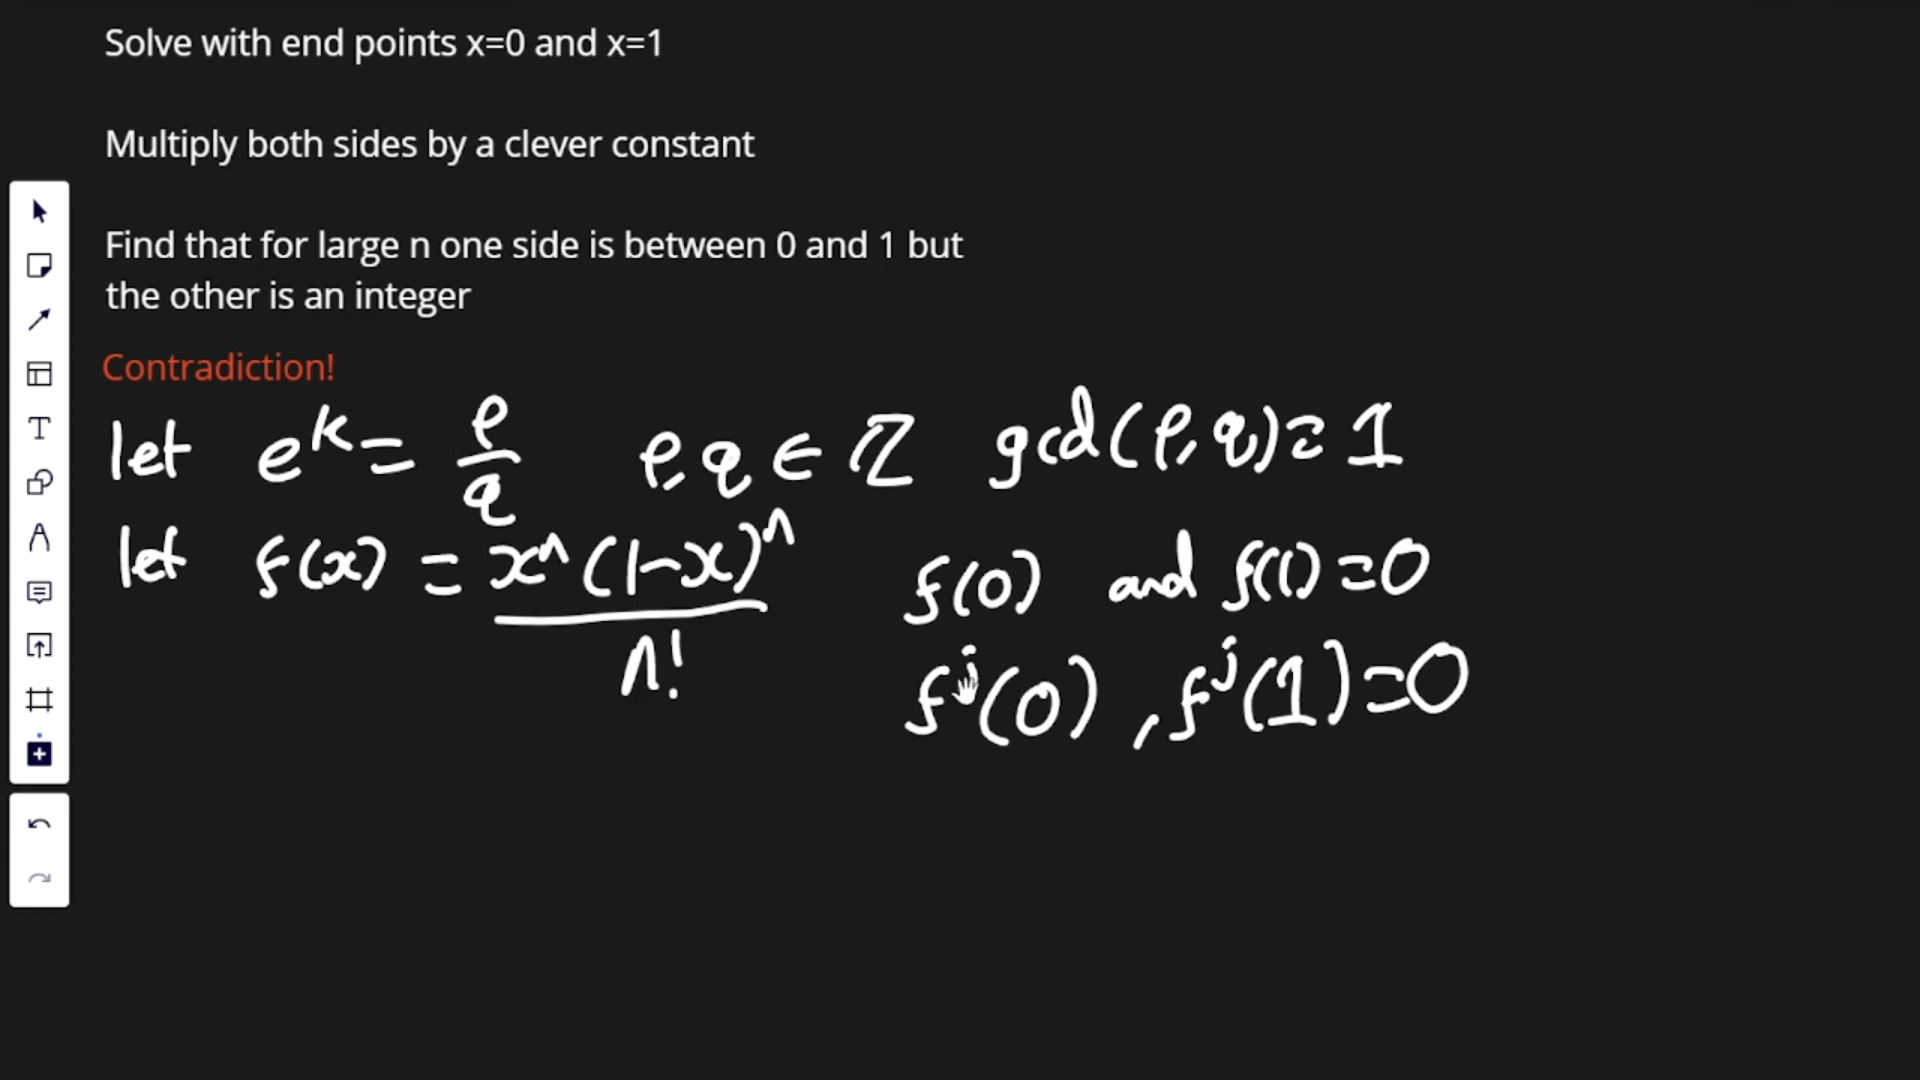 Solve with end points x=0 and x=1
Multiply both sides by a clever constant
Find that for large n one side is between 0 and 1 but
the other is an integer
Contradiction!
let e^k = p/q p,q ∈ ℤ gcd(p,q)=1
let f(x) = x^n(1-x)^n/n! f(0) and f(1)=0
f^j(0), f^j(1)=0
T